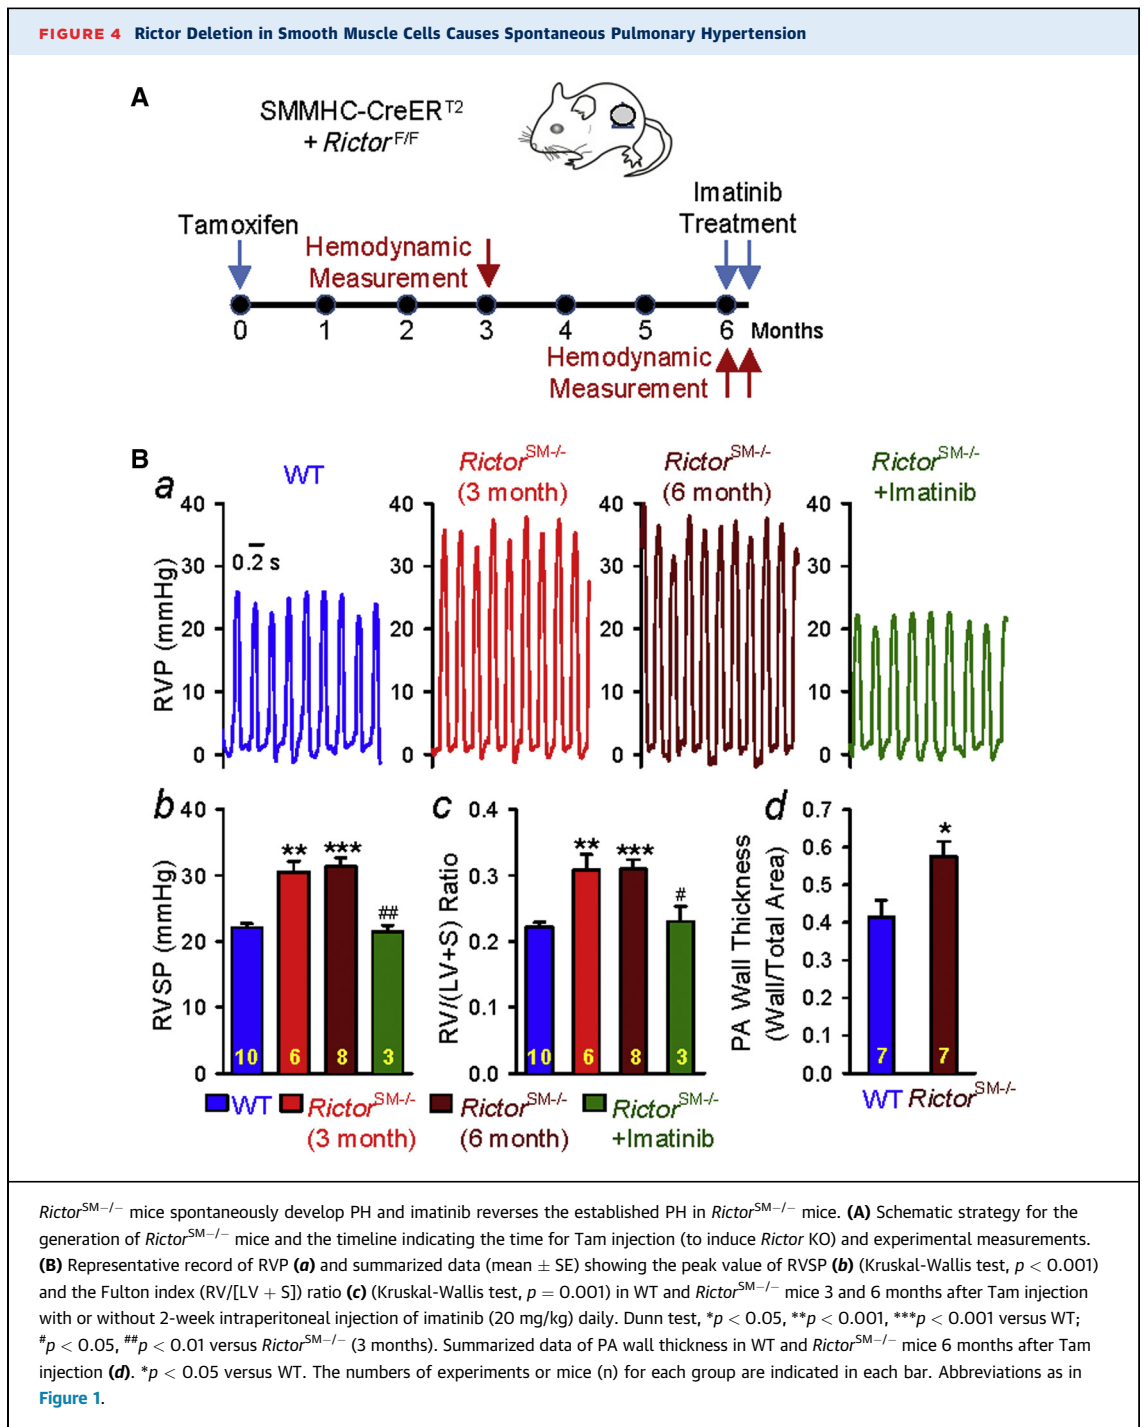 FIGURE 4 Rictor Deletion in Smooth Muscle Cells Causes Spontaneous Pulmonary Hypertension
A
SMMHC-CreER^T2
+ Rictor^F/F
Imatinib
Treatment
Tamoxifen
Hemodynamic
Measurement
0 1 2 3 4 5 6 Months
Hemodynamic
Measurement
B
a
WT
Rictor^SM-/-
(3 month)
Rictor^SM-/-
(6 month)
Rictor^SM-/-
+Imatinib
RVP (mmHg)
40
30
20
10
0
0.2 s
40
30
20
10
0
40
30
20
10
0
40
30
20
10
0
b
RVSP (mmHg)
40
30
20
10
0
** *** ##
10 6 8 3
c
RV/(LV+S) Ratio
0.4
0.3
0.2
0.1
0.0
** *** #
10 6 8 3
d
PA Wall Thickness
(Wall/Total Area)
0.7
0.6
0.5
0.4
0.3
0.2
0.1
0.0
*
7 7
WT Rictor^SM-/-
WT
Rictor^SM-/-
(3 month)
Rictor^SM-/-
(6 month)
Rictor^SM-/-
+Imatinib
Rictor^SM−/− mice spontaneously develop PH and imatinib reverses the established PH in Rictor^SM−/− mice. (A) Schematic strategy for the
generation of Rictor^SM−/− mice and the timeline indicating the time for Tam injection (to induce Rictor KO) and experimental measurements.
(B) Representative record of RVP (a) and summarized data (mean ± SE) showing the peak value of RVSP (b) (Kruskal-Wallis test, p < 0.001)
and the Fulton index (RV/[LV + S]) ratio (c) (Kruskal-Wallis test, p = 0.001) in WT and Rictor^SM−/− mice 3 and 6 months after Tam injection
with or without 2-week intraperitoneal injection of imatinib (20 mg/kg) daily. Dunn test, *p < 0.05, **p < 0.001, ***p < 0.001 versus WT;
#p < 0.05, ##p < 0.01 versus Rictor^SM−/− (3 months). Summarized data of PA wall thickness in WT and Rictor^SM−/− mice 6 months after Tam
injection (d). *p < 0.05 versus WT. The numbers of experiments or mice (n) for each group are indicated in each bar. Abbreviations as in
Figure 1.